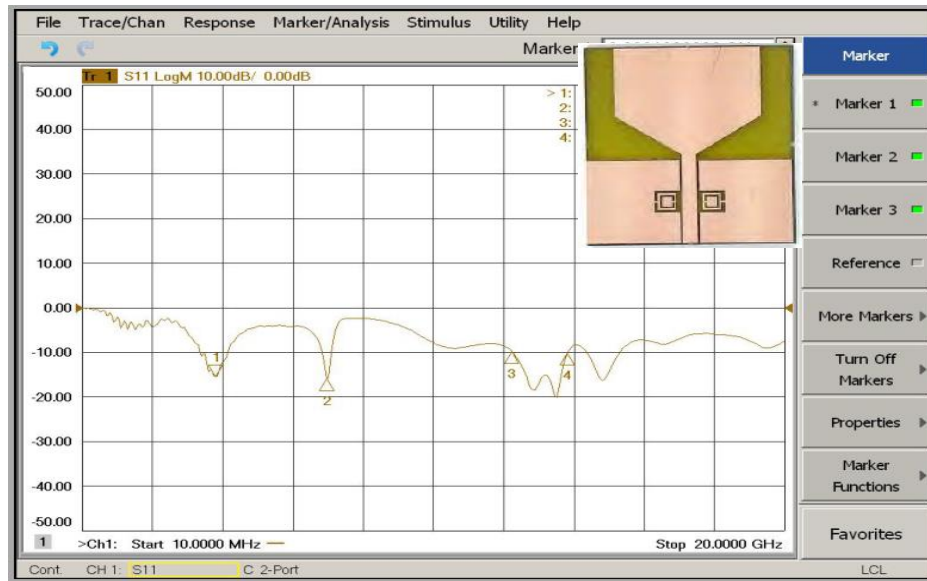 File Trace/Chan Response Marker/Analysis Stimulus Utility Help
Marker
Tr 1 S11 LogM 10.00dB/ 0.00dB
> 1:
2:
3:
4:
50.00
40.00
30.00
20.00
10.00
0.00
-10.00
-20.00
-30.00
-40.00
-50.00
1
2
3
4
1 >Ch1: Start 10.0000 MHz Stop 20.0000 GHz
Cont. CH 1: S11 C 2-Port LCL
Marker
Marker 1
Marker 2
Marker 3
Reference
More Markers
Turn Off
Markers
Properties
Marker
Functions
Favorites